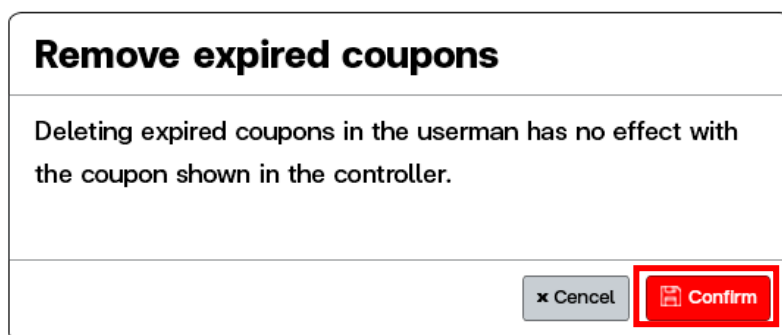 Remove expired coupons
Deleting expired coupons in the userman has no effect with
the coupon shown in the controller.
× Cencel
Confirm